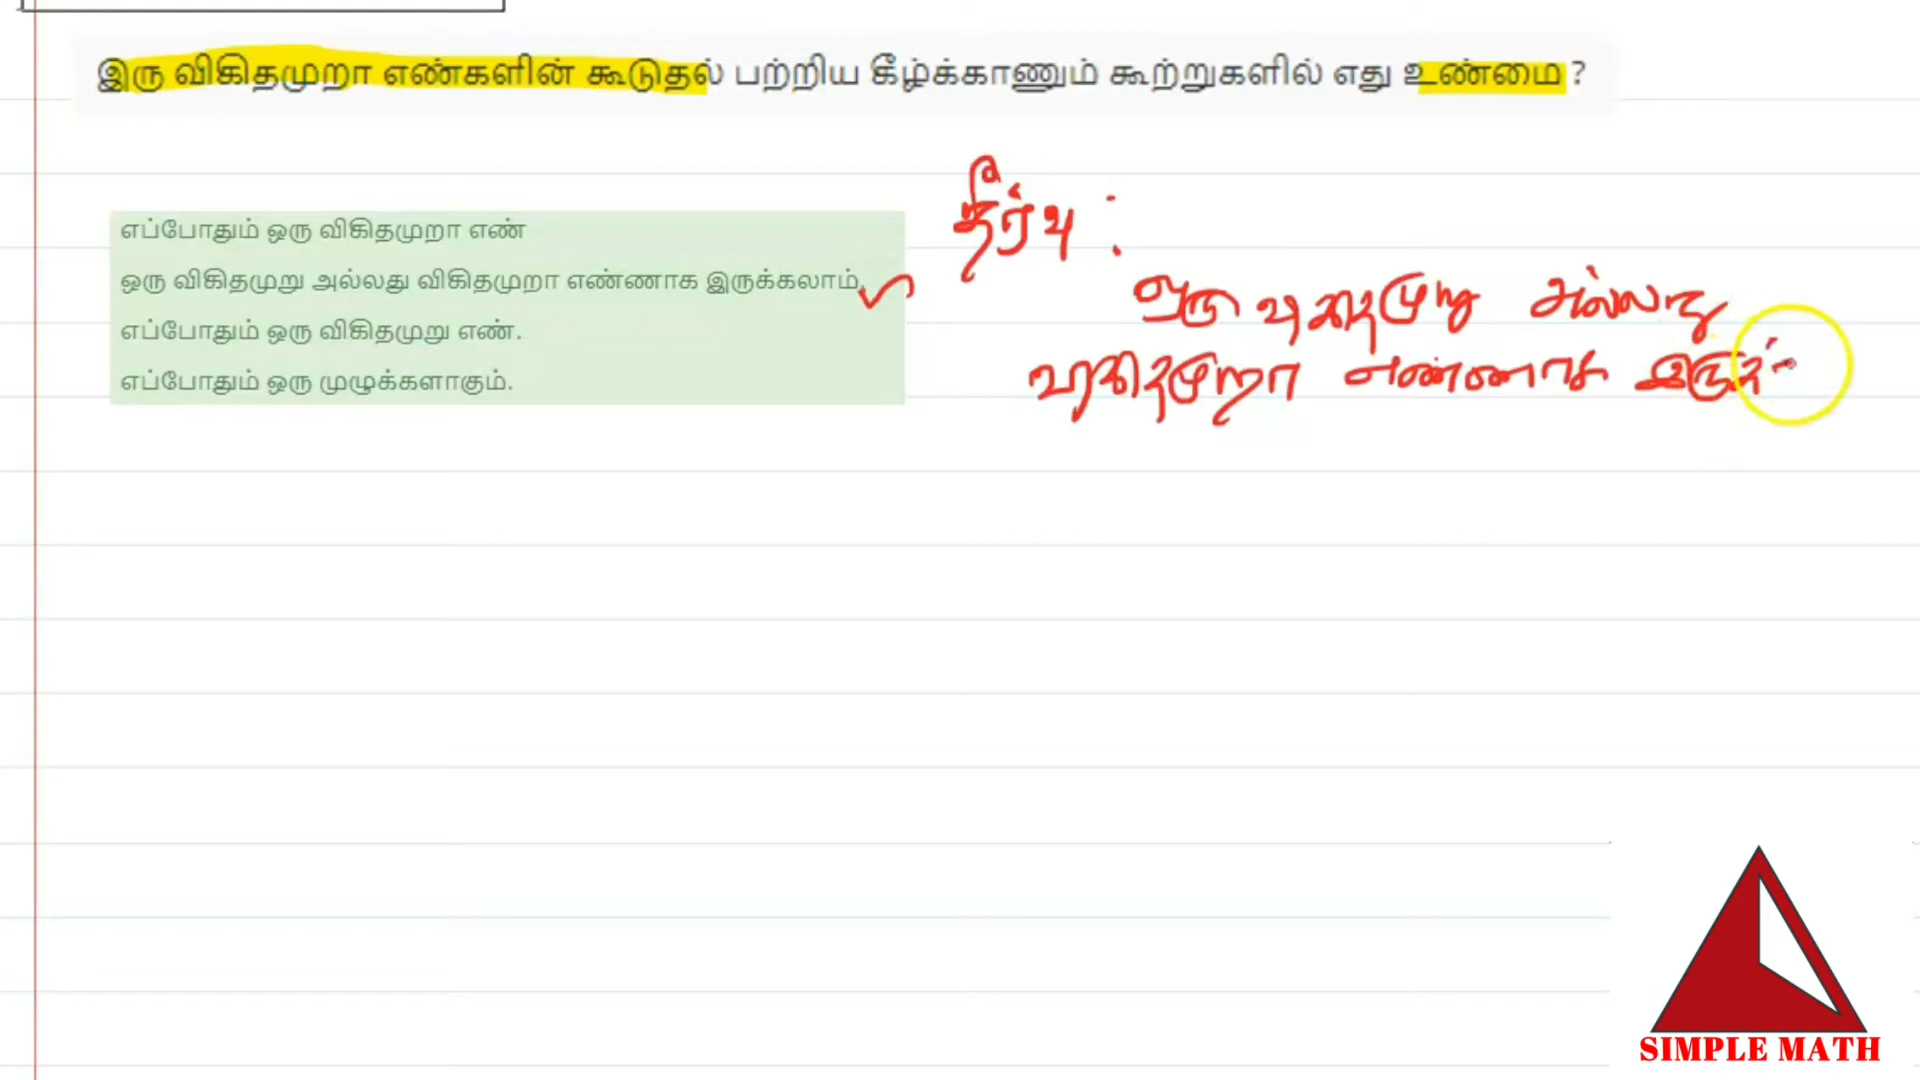 இரு விகிதமுறா எண்களின் கூடுதல் பற்றிய கீழ்க்காணும் கூற்றுகளில் எது உண்மை ?
எப்போதும் ஒரு விகிதமுறா எண்
ஒரு விகிதமுறு அல்லது விகிதமுறா எண்ணாக இருக்கலாம்.
எப்போதும் ஒரு விகிதமுறு எண்.
எப்போதும் ஒரு முழுக்களாகும்.
தீர்வு :
ஒரு விகிதமுறு அல்லது
விகிதமுறா எண்ணாக இருக்
SIMPLE MATH